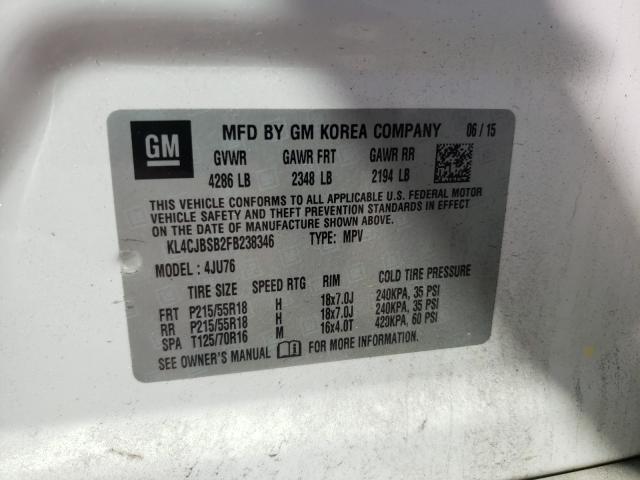 GM MFD BY GM KOREA COMPANY 06/15
GVWR GAWR FRT GAWR RR
4286 LB 2348 LB 2194 LB
THIS VEHICLE CONFORMS TO ALL APPLICABLE U.S. FEDERAL MOTOR
VEHICLE SAFETY AND THEFT PREVENTION STANDARDS IN EFFECT
ON THE DATE OF MANUFACTURE SHOWN ABOVE.
KL4CJBSB2FB238346 TYPE: MPV
MODEL: 4JU76
TIRE SIZE SPEED RTG RIM COLD TIRE PRESSURE
FRT P215/55R18 H 18x7.0J 240KPA, 35 PSI
RR P215/55R18 H 18x7.0J 240KPA, 35 PSI
SPA T125/70R16 M 16x4.0T 420KPA, 60 PSI
SEE OWNER'S MANUAL FOR MORE INFORMATION.